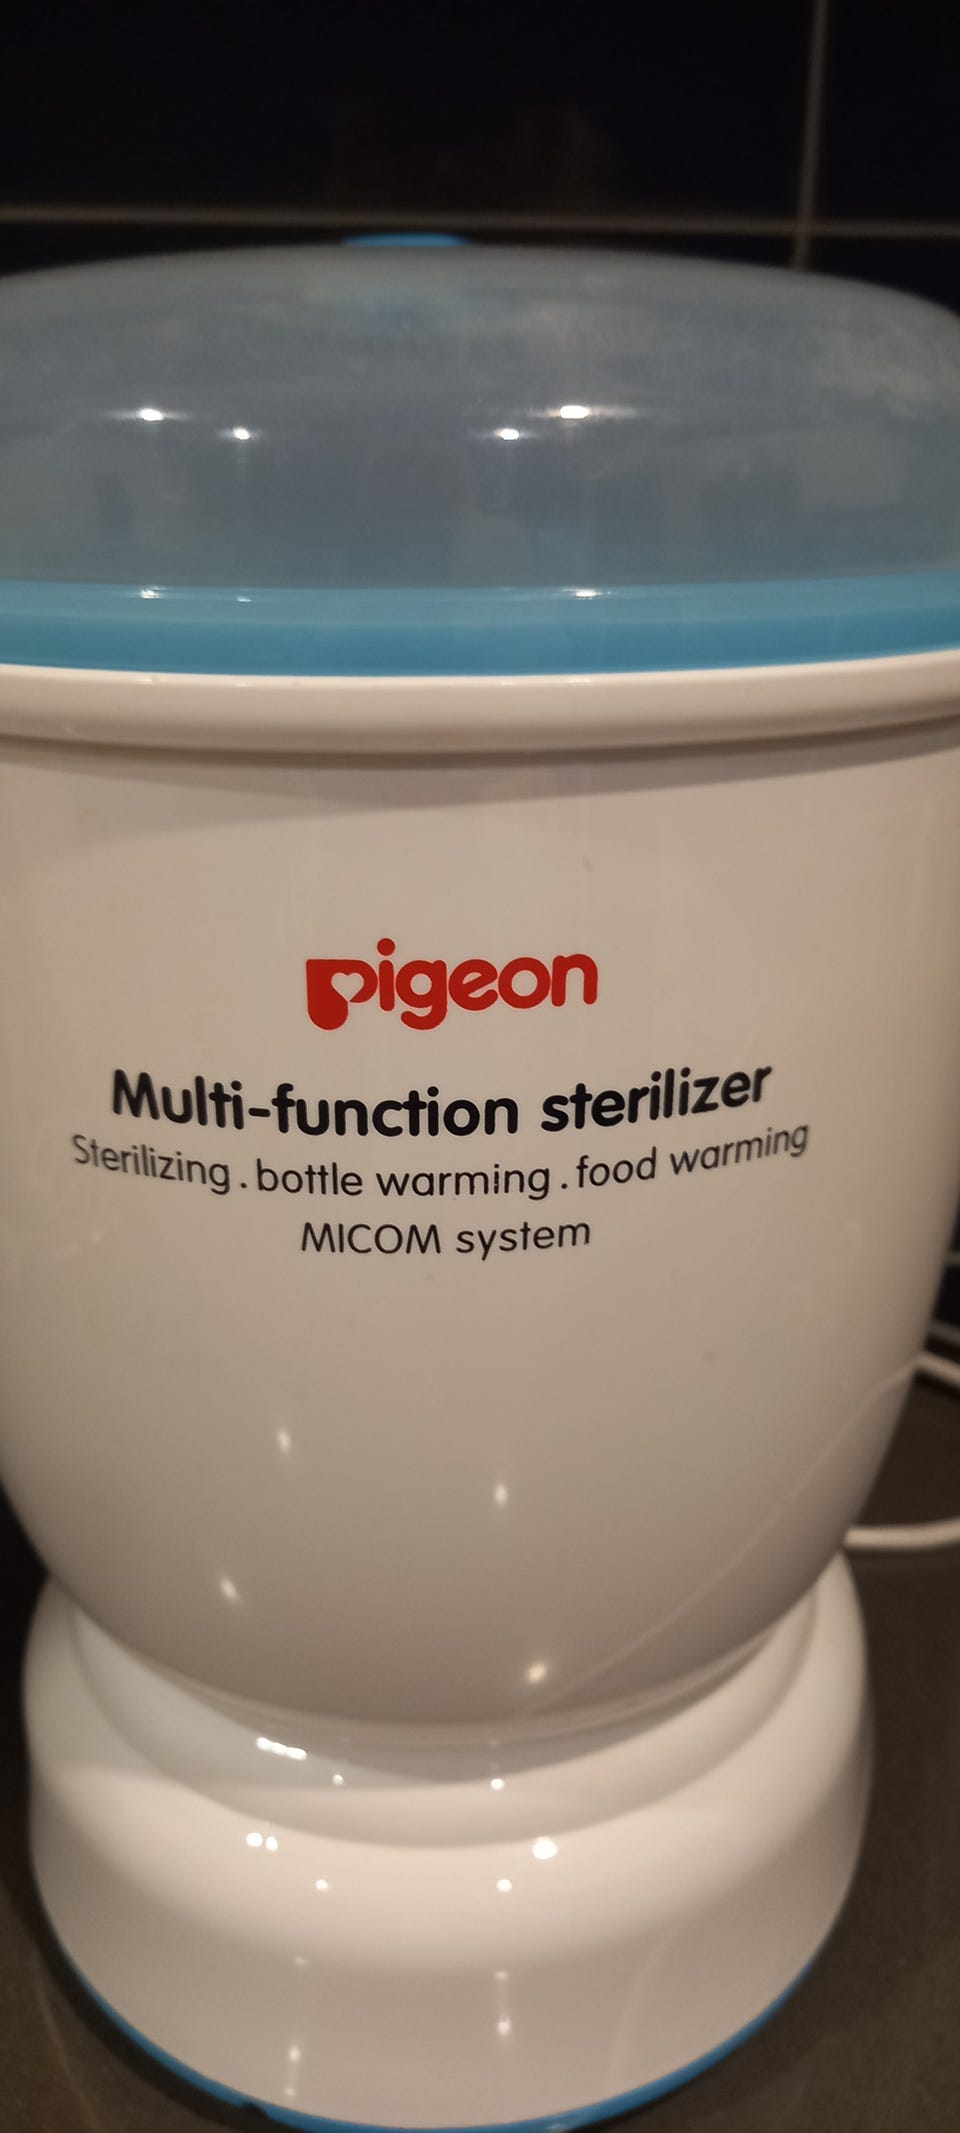 pigeon
Multi-function sterilizer
Sterilizing . bottle warming . food warming
MICOM system